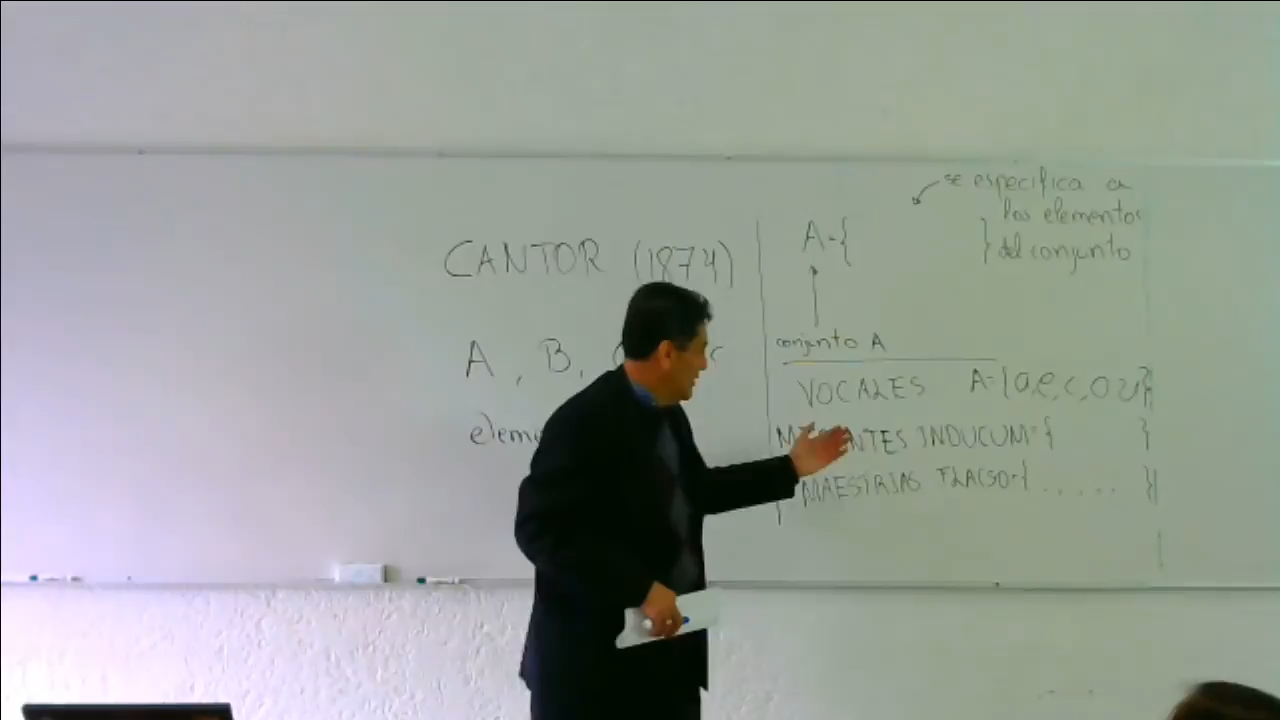 CANTOR (1874)
A, B,
c
A={
}
se especifica a
los elementos
del conjunto
conjunto A
VOCALES A={a,e,i,o,u}
INDUCUM={ }
MAESTRIAS FLACSO={ ..... }